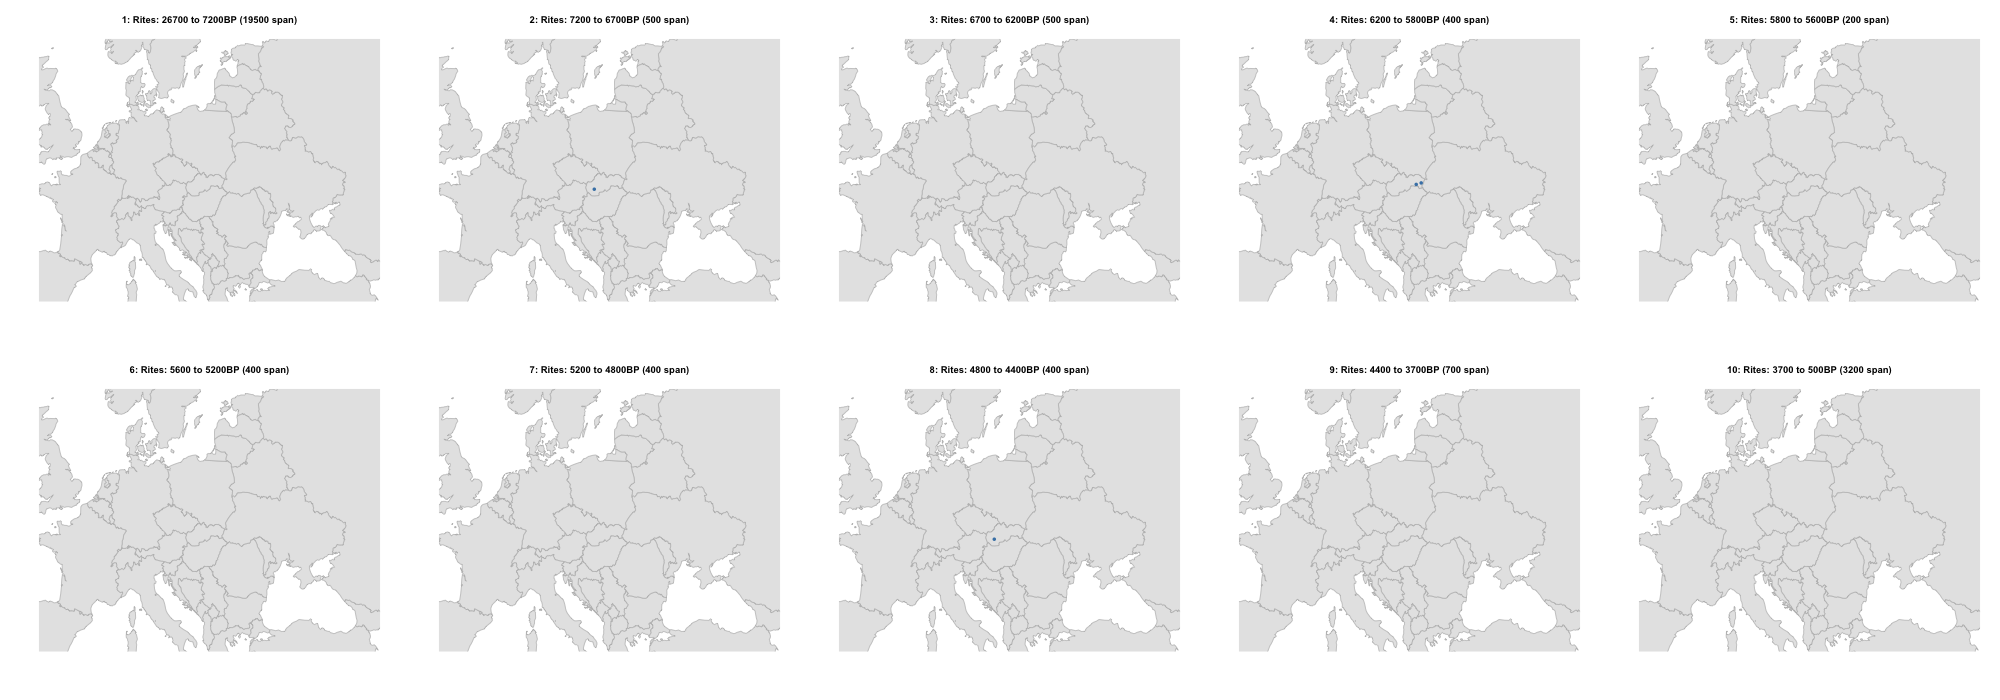 1: Rites: 26700 to 7200BP (19500 span)
2: Rites: 7200 to 6700BP (500 span)
3: Rites: 6700 to 6200BP (500 span)
4: Rites: 6200 to 5800BP (400 span)
5: Rites: 5800 to 5600BP (200 span)
6: Rites: 5600 to 5200BP (400 span)
7: Rites: 5200 to 4800BP (400 span)
8: Rites: 4800 to 4400BP (400 span)
9: Rites: 4400 to 3700BP (700 span)
10: Rites: 3700 to 500BP (3200 span)